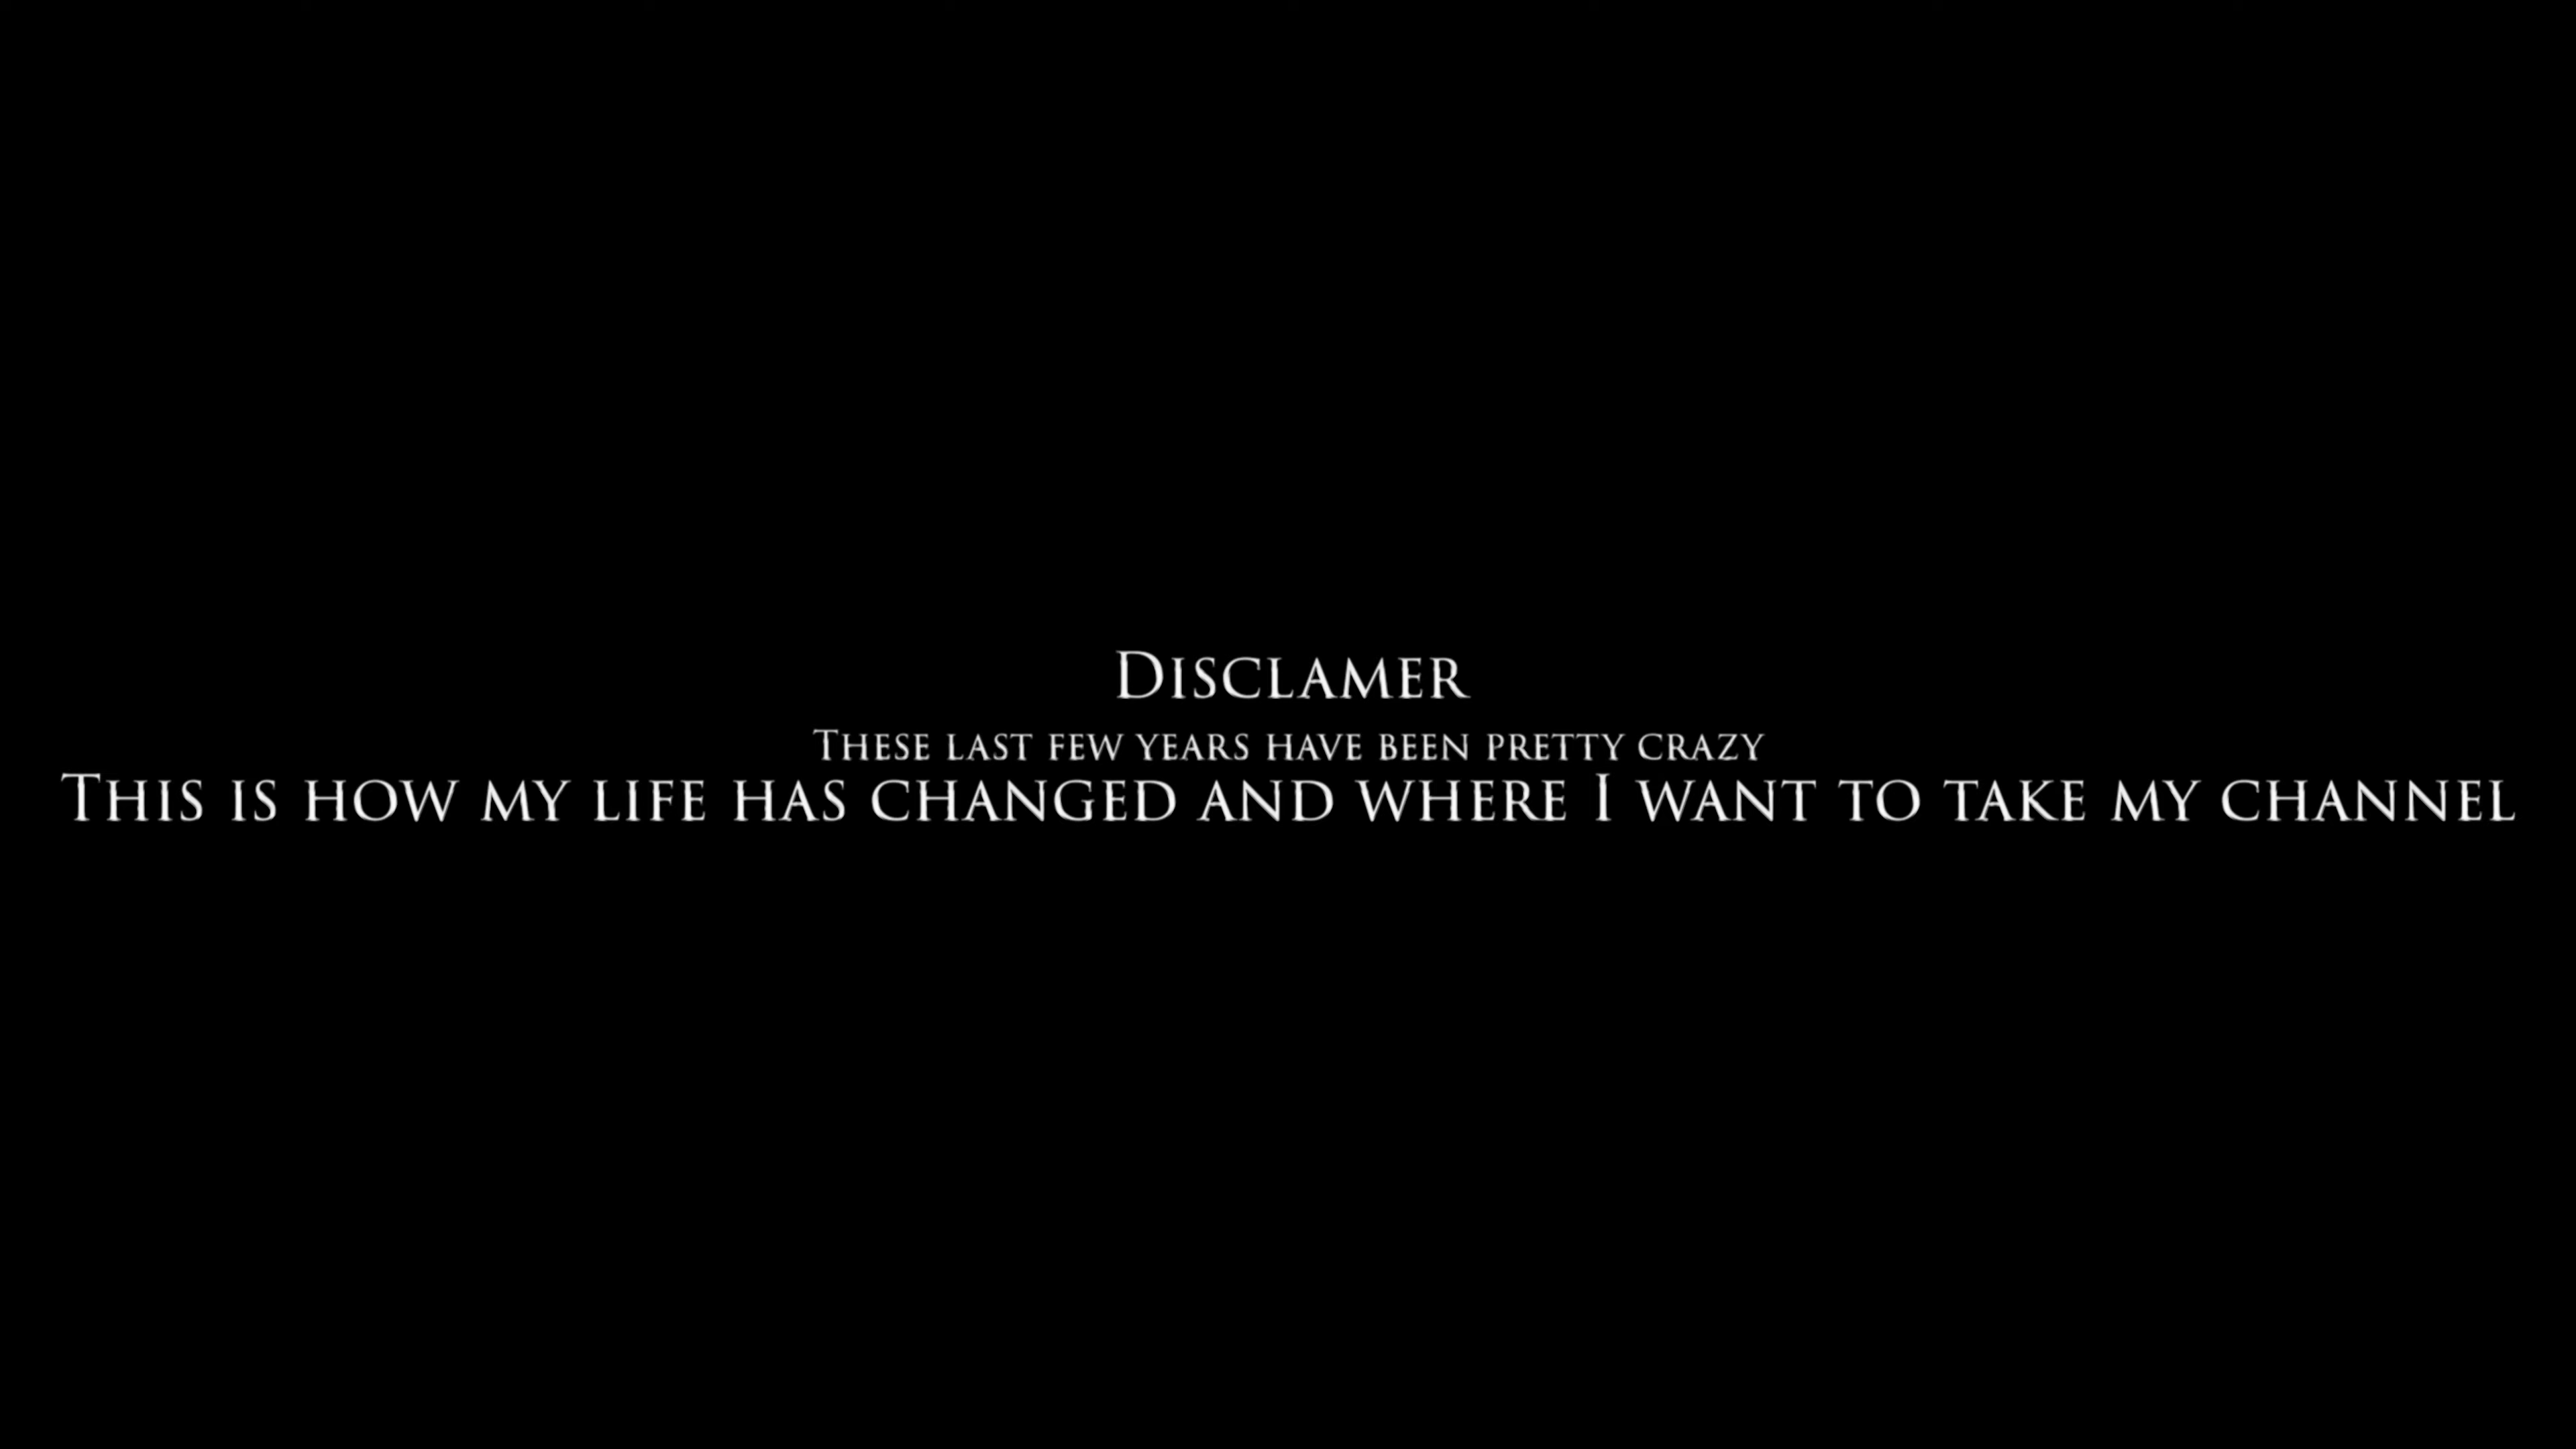 Disclamer
These last few years have been pretty crazy
This is how my life has changed and where I want to take my channel